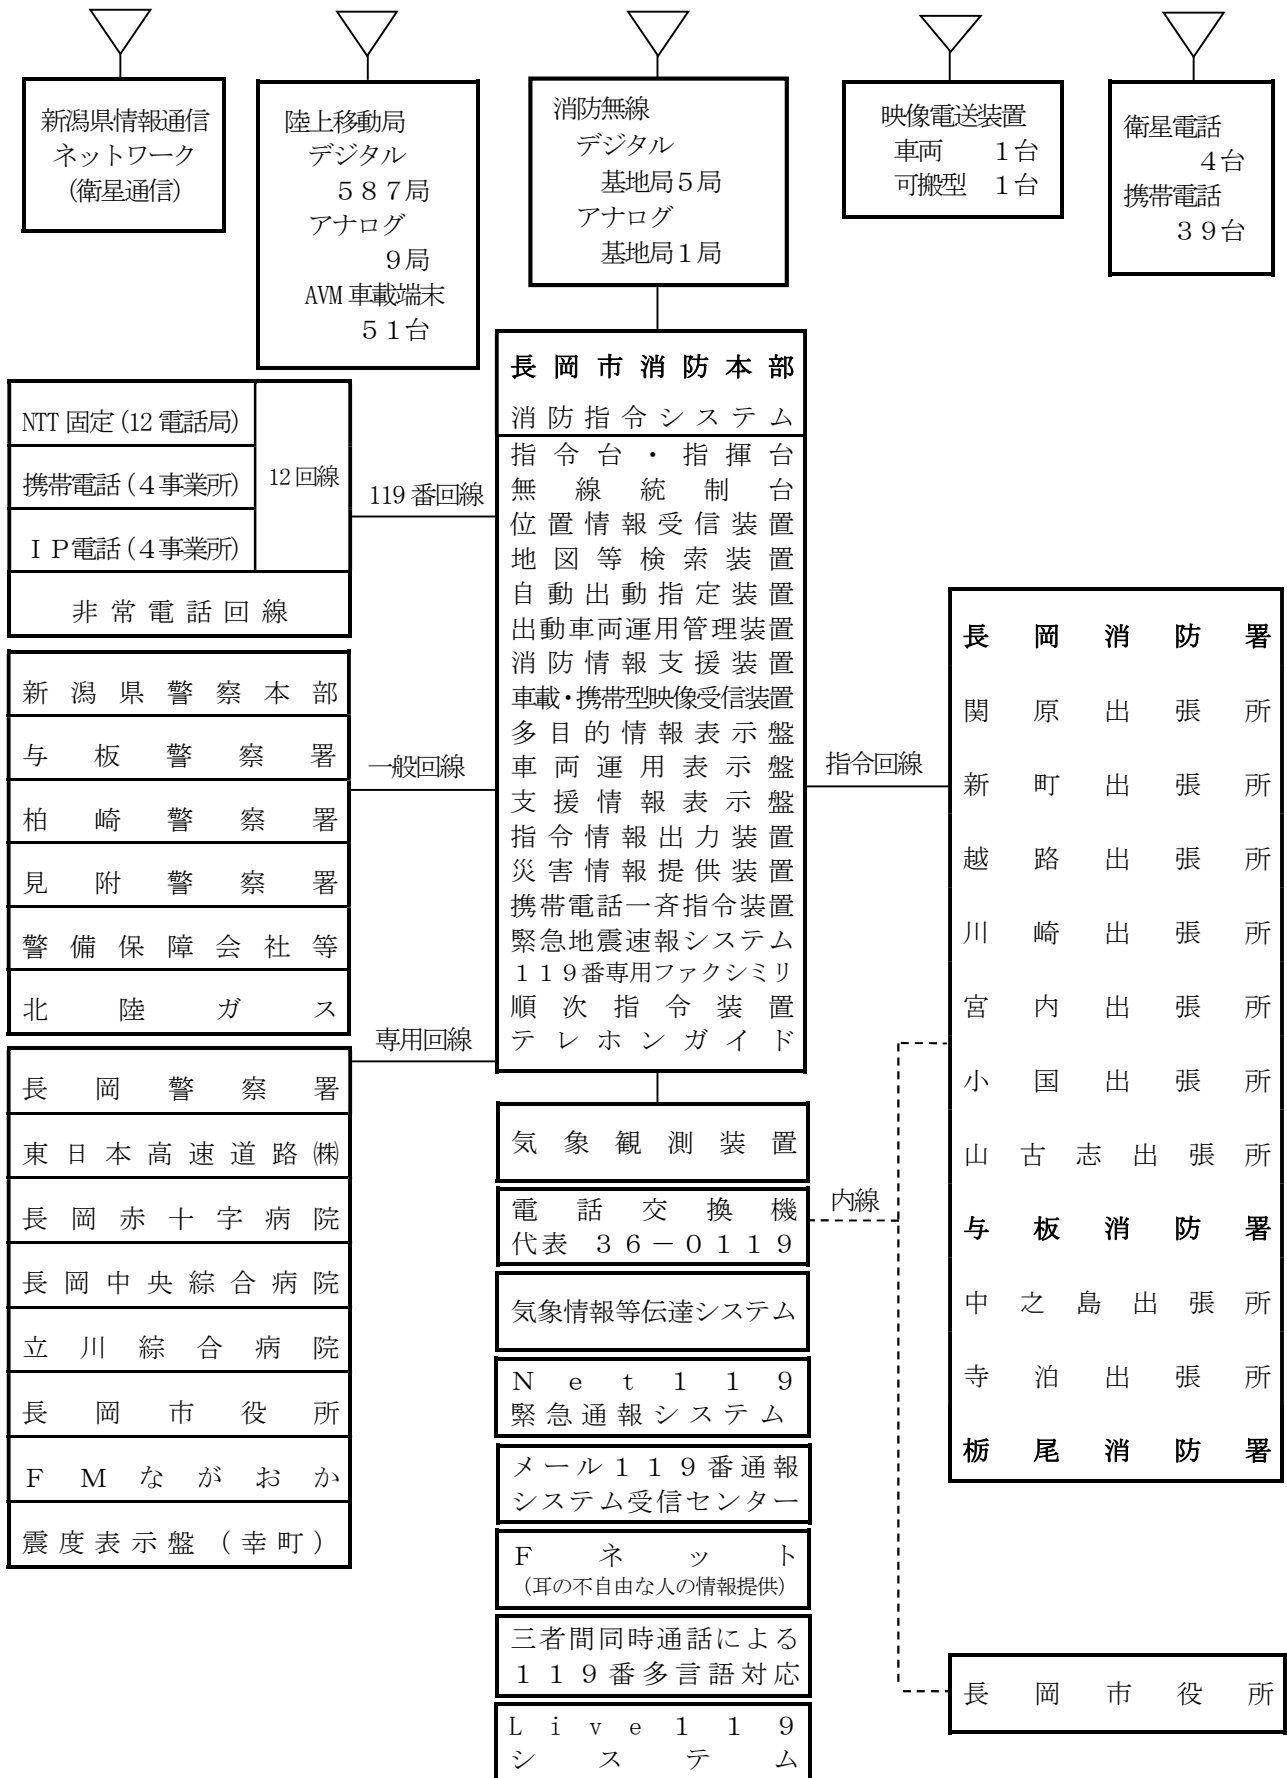 新潟県情報通信
ネットワーク
(衛星通信)
陸上移動局
デジタル
５８７局
アナログ
９局
AVM 車載端末
５１台
消防無線
デジタル
基地局５局
アナログ
基地局１局
映像電送装置
車両　１台
可搬型　１台
衛星電話
４台
携帯電話
３９台
NTT 固定(12 電話局)
携帯電話(４事業所)
ＩＰ電話(４事業所)
12 回線
非常電話回線
119 番回線
新潟県警察本部
与板警察署
柏崎警察署
見附警察署
警備保障会社等
北陸ガス
一般回線
長岡警察署
東日本高速道路㈱
長岡赤十字病院
長岡中央綜合病院
立川綜合病院
長岡市役所
ＦＭながおか
震度表示盤（幸町）
専用回線
長岡市消防本部
消防指令システム
指令台・指揮台
無線統制台
位置情報受信装置
地図等検索装置
自動出動指定装置
出動車両運用管理装置
消防情報支援装置
車載・携帯型映像受信装置
多目的情報表示盤
車両運用表示盤
支援情報表示盤
指令情報出力装置
災害情報提供装置
携帯電話一斉指令装置
緊急地震速報システム
１１９番専用ファクシミリ
順次指令装置
テレホンガイド
気象観測装置
電話交換機
代表 ３６－０１１９
気象情報等伝達システム
Ｎｅｔ１１９
緊急通報システム
メール１１９番通報
システム受信センター
Ｆネット
(耳の不自由な人の情報提供)
三者間同時通話による
１１９番多言語対応
Ｌｉｖｅ１１９
システム
指令回線
内線
長岡消防署
関原出張所
新町出張所
越路出張所
川崎出張所
宮内出張所
小国出張所
山古志出張所
与板消防署
中之島出張所
寺泊出張所
栃尾消防署
長岡市役所